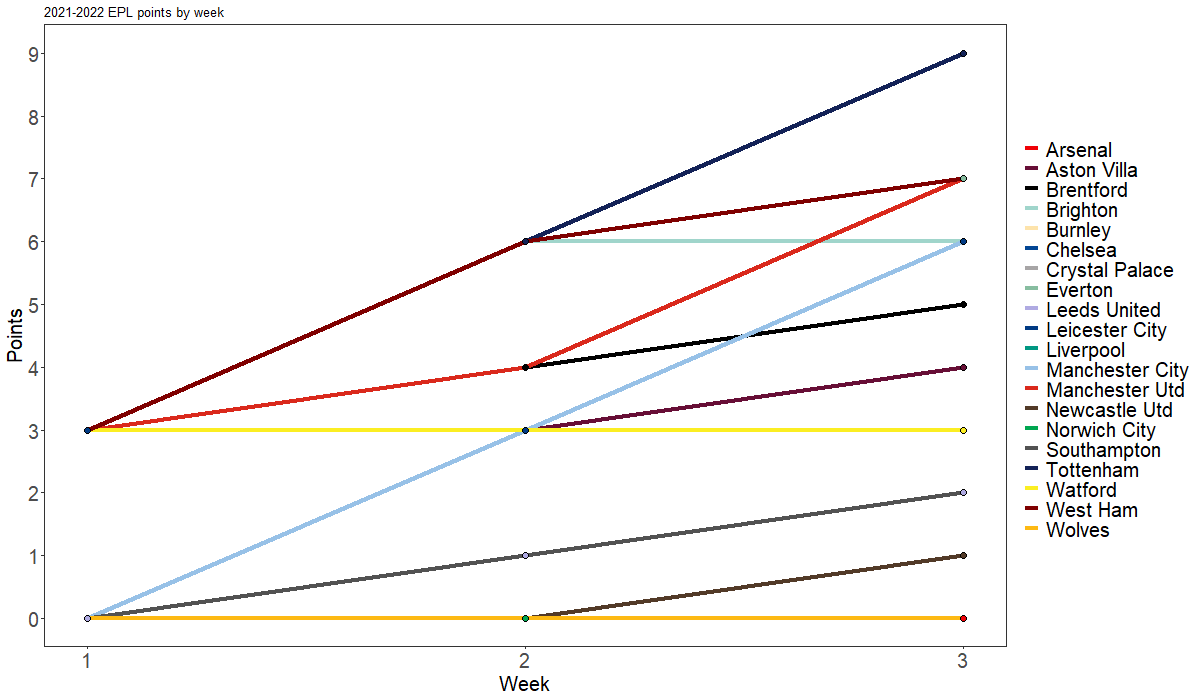 2021-2022 EPL points by week
Points
9
8
7
6
5
4
3
2
1
0
1
2
3
Week
Arsenal
Aston Villa
Brentford
Brighton
Burnley
Chelsea
Crystal Palace
Everton
Leeds United
Leicester City
Liverpool
Manchester City
Manchester Utd
Newcastle Utd
Norwich City
Southampton
Tottenham
Watford
West Ham
Wolves